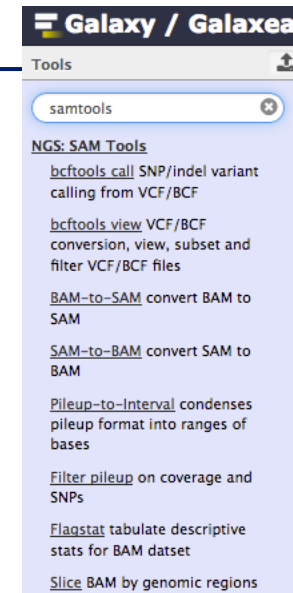 Galaxy / Galaxea
Tools
samtools
NGS: SAM Tools
bcftools call SNP/indel variant
calling from VCF/BCF
bcftools view VCF/BCF
conversion, view, subset and
filter VCF/BCF files
BAM-to-SAM convert BAM to
SAM
SAM-to-BAM convert SAM to
BAM
Pileup-to-Interval condenses
pileup format into ranges of
bases
Filter pileup on coverage and
SNPs
Flagstat tabulate descriptive
stats for BAM datset
Slice BAM by genomic regions